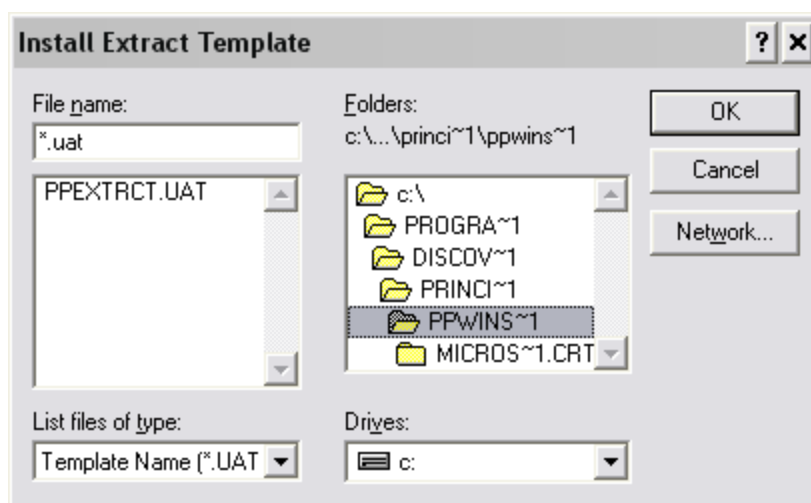 Install Extract Template ? x
File name:
*.uat
PPEXTRCT.UAT
List files of type:
Template Name (*.UAT
Folders:
c:\...\princi~1\ppwins~1
c:\
PROGRA~1
DISCOV~1
PRINCI~1
PPWINS~1
MICROS~1.CRT
Drives:
c:
OK
Cancel
Network...